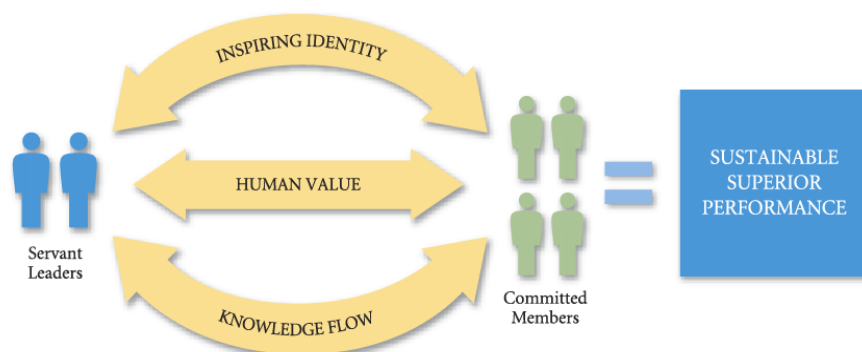 INSPIRING IDENTITY
HUMAN VALUE
KNOWLEDGE FLOW
Servant
Leaders
Committed
Members
SUSTAINABLE
SUPERIOR
PERFORMANCE